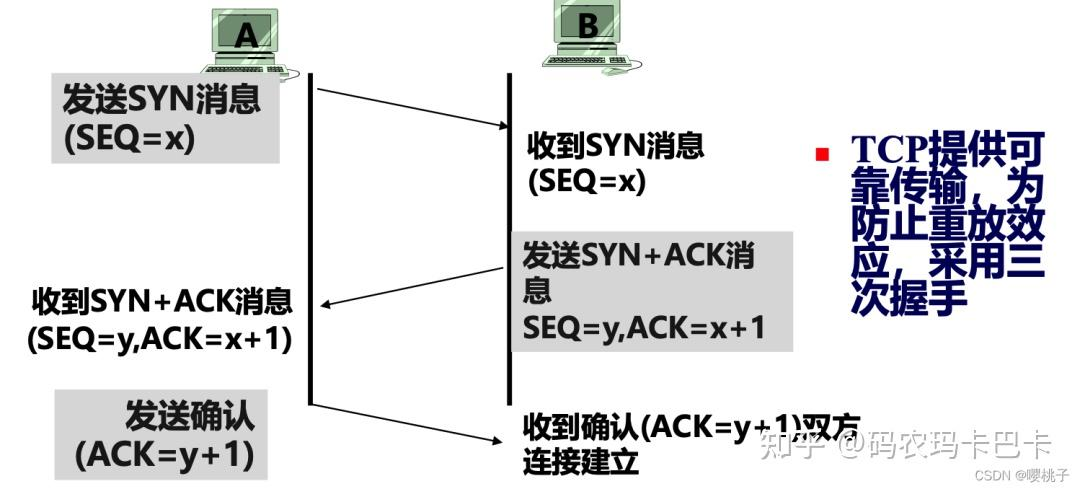 A
B
发送SYN消息
(SEQ=x)
收到SYN消息
(SEQ=x)
发送SYN+ACK消
息
SEQ=y,ACK=x+1
收到SYN+ACK消息
(SEQ=y,ACK=x+1)
发送确认
(ACK=y+1)
收到确认(ACK=y+1)双方
连接建立
TCP提供可
靠传输，为
防止重放效
应，采用三
次握手
知乎 @码农玛卡巴卡
CSDN @嘤桃子